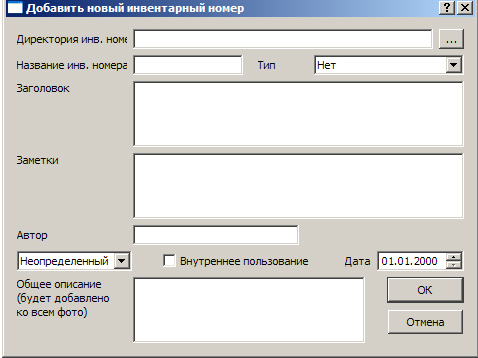 Добавить новый инвентарный номер
Директория инв. номе
...
Название инв. номера
Тип
Нет
Заголовок
Заметки
Автор
Неопределенный
Внутреннее пользование
Дата
01.01.2000
Общее описание
(будет добавлено
ко всем фото)
OK
Отмена